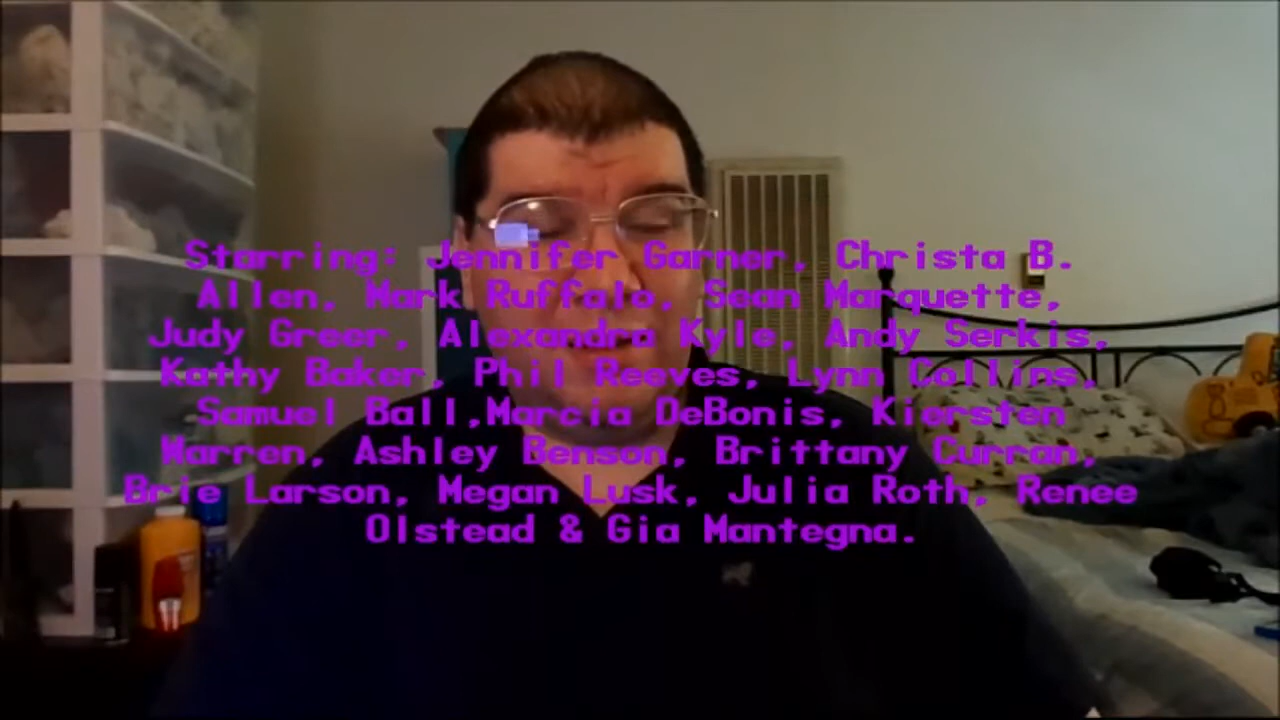 Starring: Jennifer Garner, Christa B.
Allen, Mark Ruffalo, Sean Marquette,
Judy Greer, Alexandra Kyle, Andy Serkis,
Kathy Baker, Phil Reeves, Lynn Collins,
Samuel Ball,Marcia DeBonis, Kiersten
Warren, Ashley Benson, Brittany Curran,
Brie Larson, Megan Lusk, Julia Roth, Renee
Olstead & Gia Mantegna.